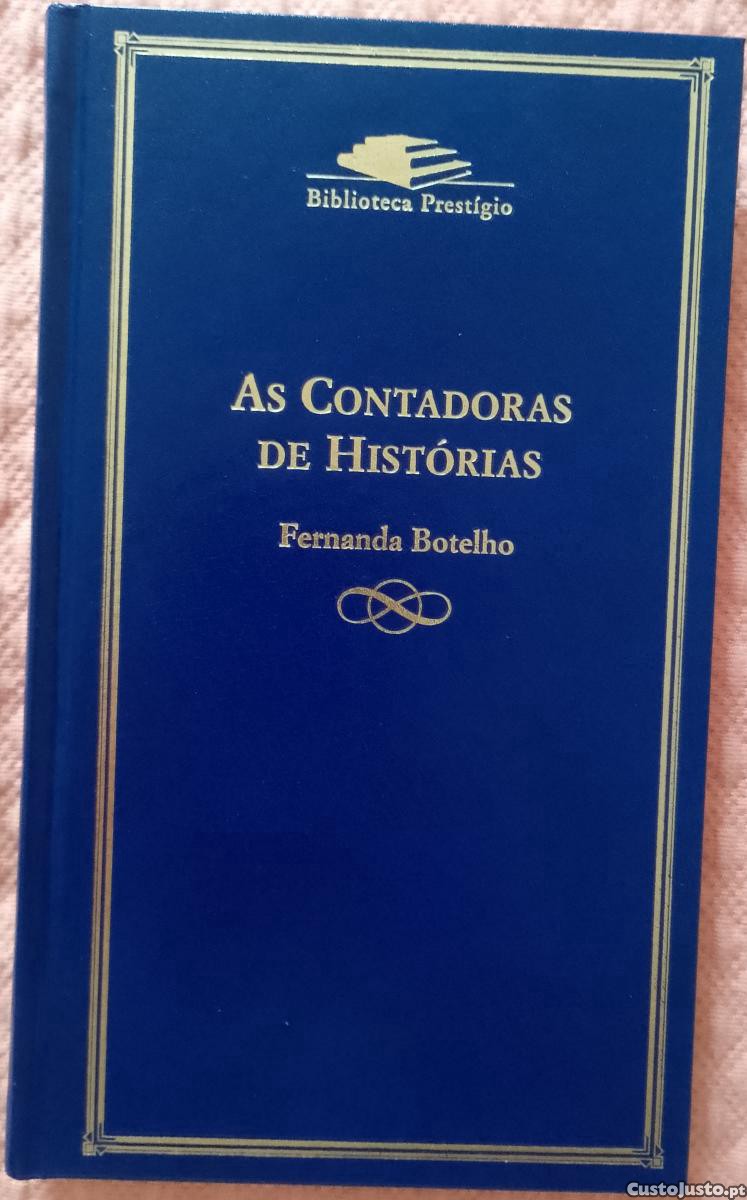 Biblioteca Prestígio
As Contadoras
de Histórias
Fernanda Botelho
CustoJusto.pt